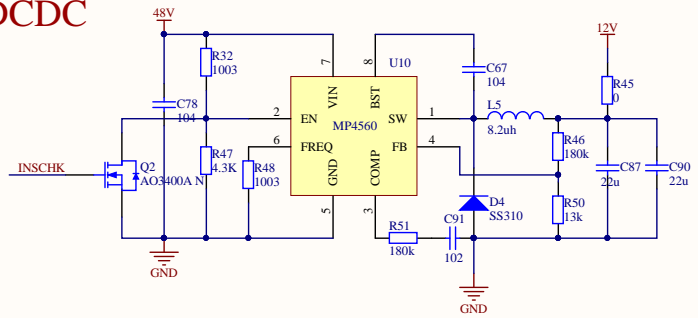 DCDC
48V
12V
R32
1003
7
8
U10
C67
104
R45
0
C78
104
VIN
BST
L5
8.2uh
2
EN
SW
1
MP4560
R46
180k
6
FREQ
FB
4
INSCHK
Q2
AO3400A N
R47
4.3K
R48
1003
GND
COMP
C87
22u
C90
22u
5
3
D4
SS310
R50
13k
R51
180k
C91
102
GND
GND